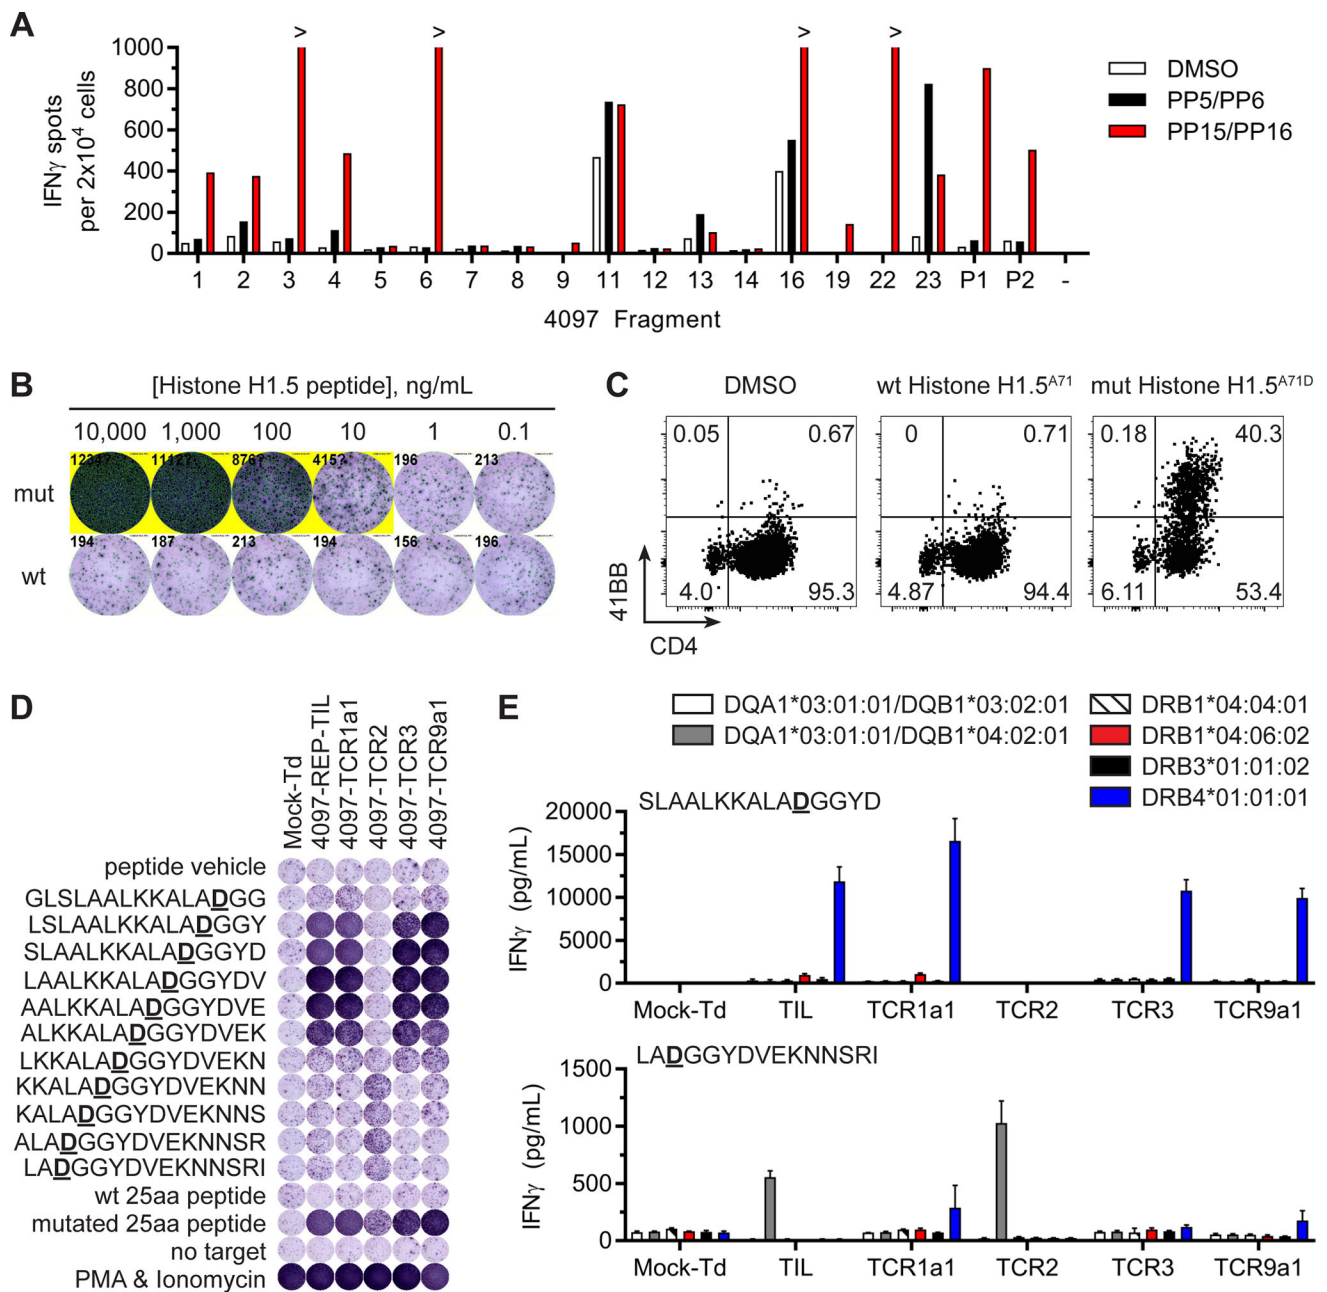 A
IFNγ spots
per 2x10⁴ cells
1000
800
600
400
200
0
> > > >
1 2 3 4 5 6 7 8 9 11 12 13 14 16 19 22 23 P1 P2 -
4097 Fragment
DMSO
PP5/PP6
PP15/PP16
B
[Histone H1.5 peptide], ng/mL
10,000 1,000 100 10 1 0.1
mut
1112? 876? 415? 196 213
wt
194 187 213 194 156 196
C
DMSO
wt Histone H1.5ᴬ⁷¹
mut Histone H1.5ᴬ⁷¹ᴰ
0.05 0.67
4.0 95.3
0 0.71
4.87 94.4
0.18 40.3
6.11 53.4
41BB
CD4
D
Mock-Td
4097-REP-TIL
4097-TCR1a1
4097-TCR2
4097-TCR3
4097-TCR9a1
peptide vehicle
GLSLAALKKALADGG
LSLAALKKALADGGY
SLAALKKALADGGYD
LAALKKALADGGYDV
AALKKALADGGYDVE
ALKKALADGGYDVEK
LKKALADGGYDVEKN
KKALADGGYDVEKNN
KALADGGYDVEKNNS
ALADGGYDVEKNNSR
LADGGYDVEKNNSRI
wt 25aa peptide
mutated 25aa peptide
no target
PMA & Ionomycin
E
DQA1*03:01:01/DQB1*03:02:01
DQA1*03:01:01/DQB1*04:02:01
DRB1*04:04:01
DRB1*04:06:02
DRB3*01:01:02
DRB4*01:01:01
SLAALKKALADGGYD
IFNγ (pg/mL)
20000
15000
10000
5000
0
Mock-Td TIL TCR1a1 TCR2 TCR3 TCR9a1
LADGGYDVEKNNSRI
IFNγ (pg/mL)
1500
1000
500
0
Mock-Td TIL TCR1a1 TCR2 TCR3 TCR9a1